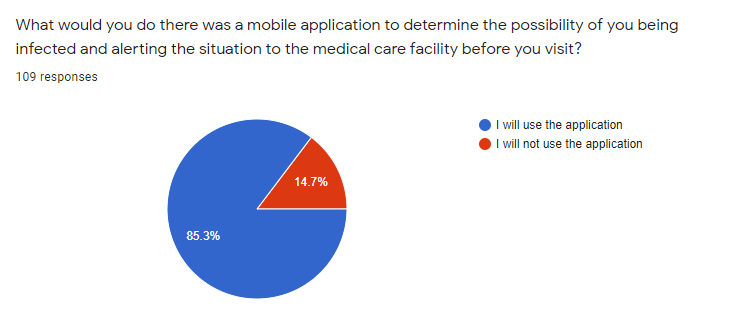 What would you do there was a mobile application to determine the possibility of you being
infected and alerting the situation to the medical care facility before you visit?
109 responses
I will use the application
I will not use the application
14.7%
85.3%